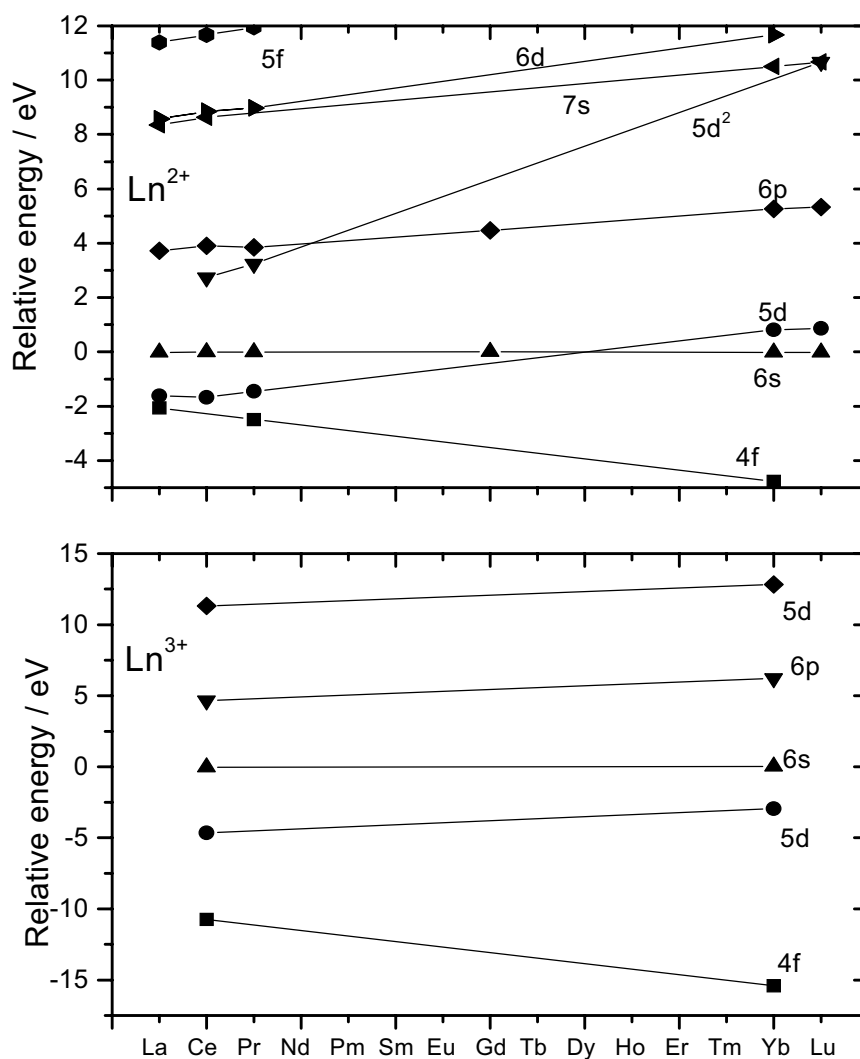 12
10
8
6
4
2
0
-2
-4
Relative energy / eV
Ln²⁺
5f
6d
7s
5d²
6p
5d
6s
4f
15
10
5
0
-5
-10
-15
Relative energy / eV
Ln³⁺
5d
6p
6s
5d
4f
La Ce Pr Nd Pm Sm Eu Gd Tb Dy Ho Er Tm Yb Lu